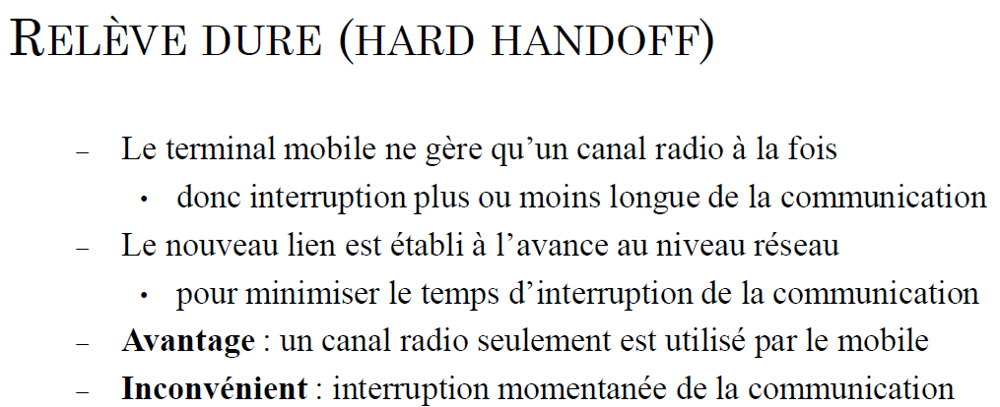 RELÈVE DURE (HARD HANDOFF)
– Le terminal mobile ne gère qu’un canal radio à la fois
• donc interruption plus ou moins longue de la communication
– Le nouveau lien est établi à l’avance au niveau réseau
• pour minimiser le temps d’interruption de la communication
– Avantage : un canal radio seulement est utilisé par le mobile
– Inconvénient : interruption momentanée de la communication